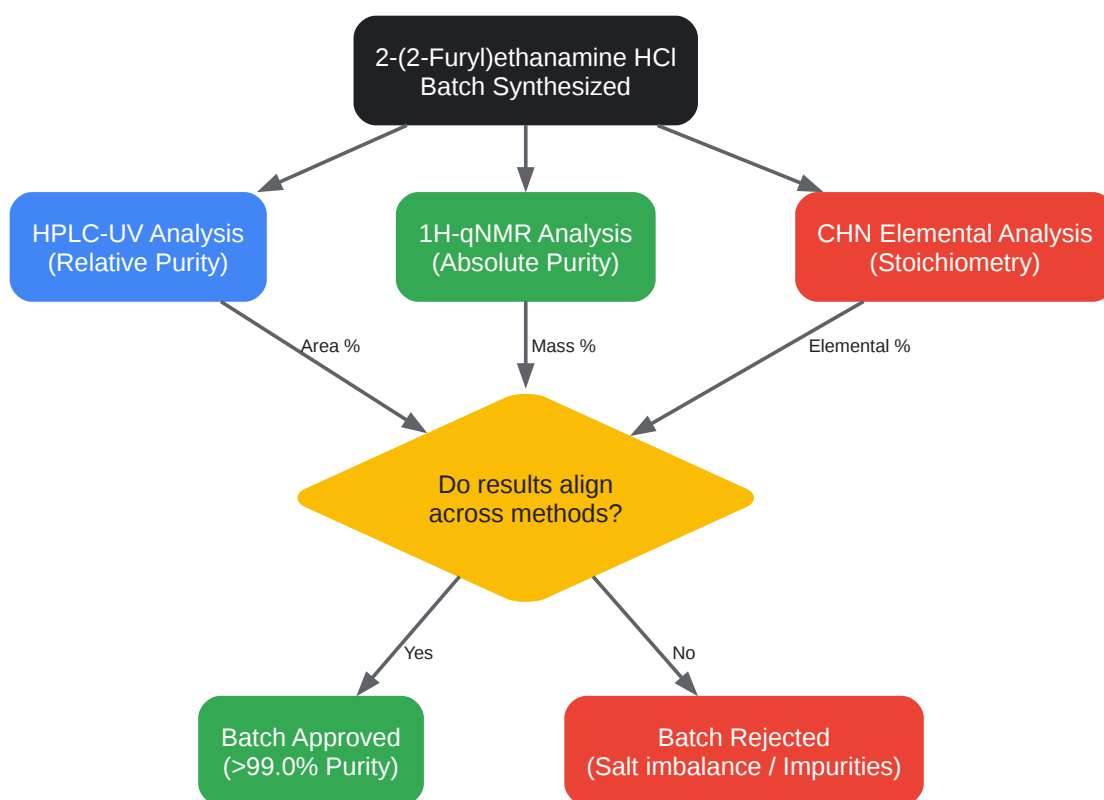 2-(2-Furyl)ethanamine HCl
Batch Synthesized
HPLC-UV Analysis
(Relative Purity)
1H-qNMR Analysis
(Absolute Purity)
CHN Elemental Analysis
(Stoichiometry)
Area %
Mass %
Elemental %
Do results align
across methods?
Yes
No
Batch Approved
(>99.0% Purity)
Batch Rejected
(Salt imbalance / Impurities)